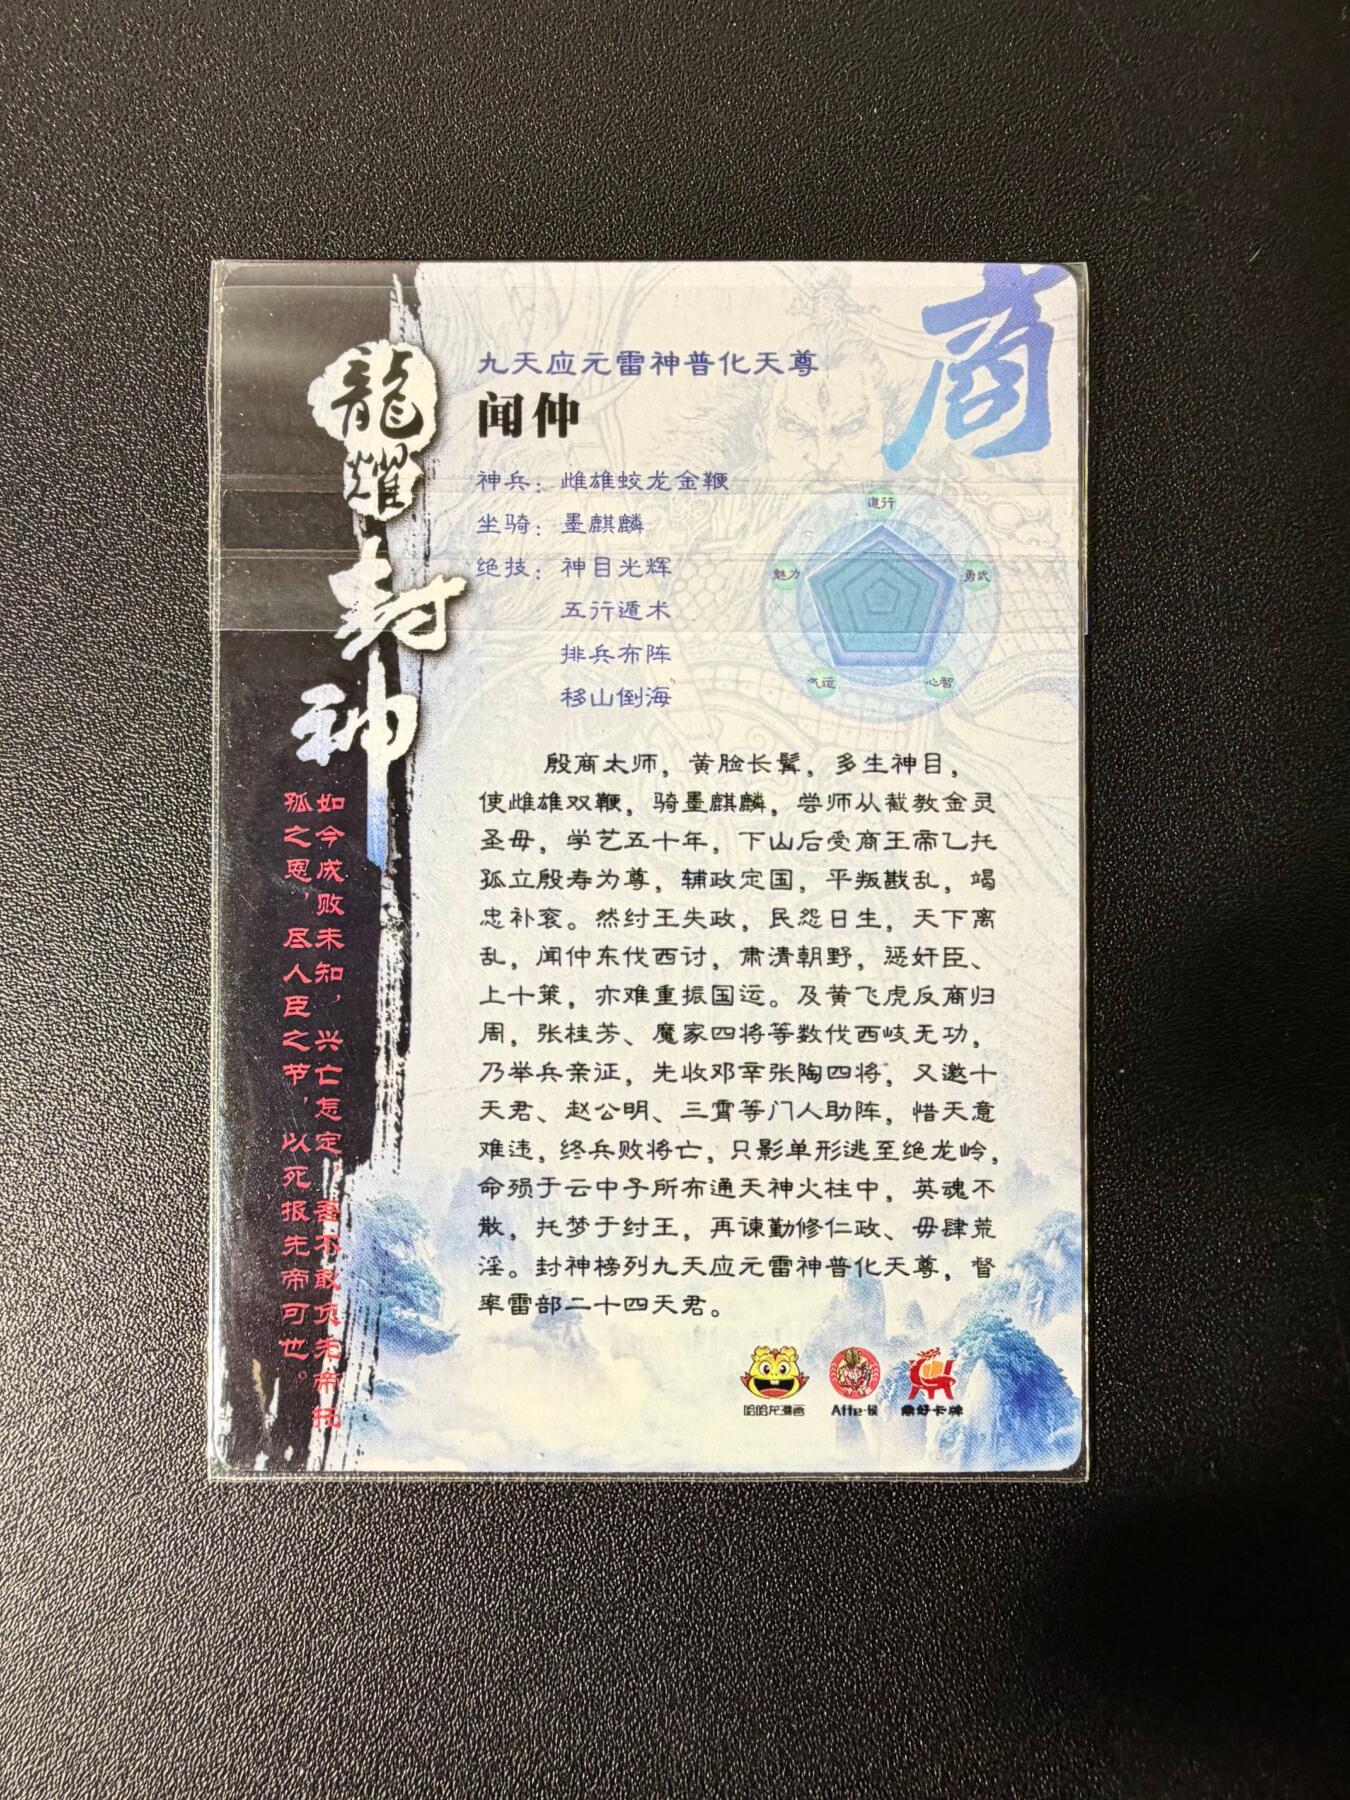 商
龍耀封神
如今成败未知，兴亡怎定，吾不敢负先帝托
孤之恩，尽人臣之节，以死报先帝可也。
九天应元雷神普化天尊
闻仲
神兵：雌雄蛟龙金鞭
坐骑：墨麒麟
绝技：神目光辉
五行遁术
排兵布阵
移山倒海
道行
魅力
勇武
气运
心智
殷商太师，黄脸长髯，多生神目，
使雌雄双鞭，骑墨麒麟，尝师从截教金灵
圣母，学艺五十年，下山后受商王帝乙托
孤立殷寿为尊，辅政定国，平叛戡乱，竭
忠补衮。然纣王失政，民怨日生，天下离
乱，闻仲东伐西讨，肃清朝野，惩奸臣、
上十策，亦难重振国运。及黄飞虎反商归
周，张桂芳、魔家四将等数伐西岐无功，
乃举兵亲征，先收邓辛张陶四将，又邀十
天君、赵公明、三霄等门人助阵，惜天意
难违，终兵败将亡，只影单形逃至绝龙岭，
命殒于云中子所布通天神火柱中，英魂不
散，托梦于纣王，再谏勤修仁政、毋肆荒
淫。封神榜列九天应元雷神普化天尊，督
率雷部二十四天君。
哈哈龙漫画
Atte·侯
鼎好卡牌